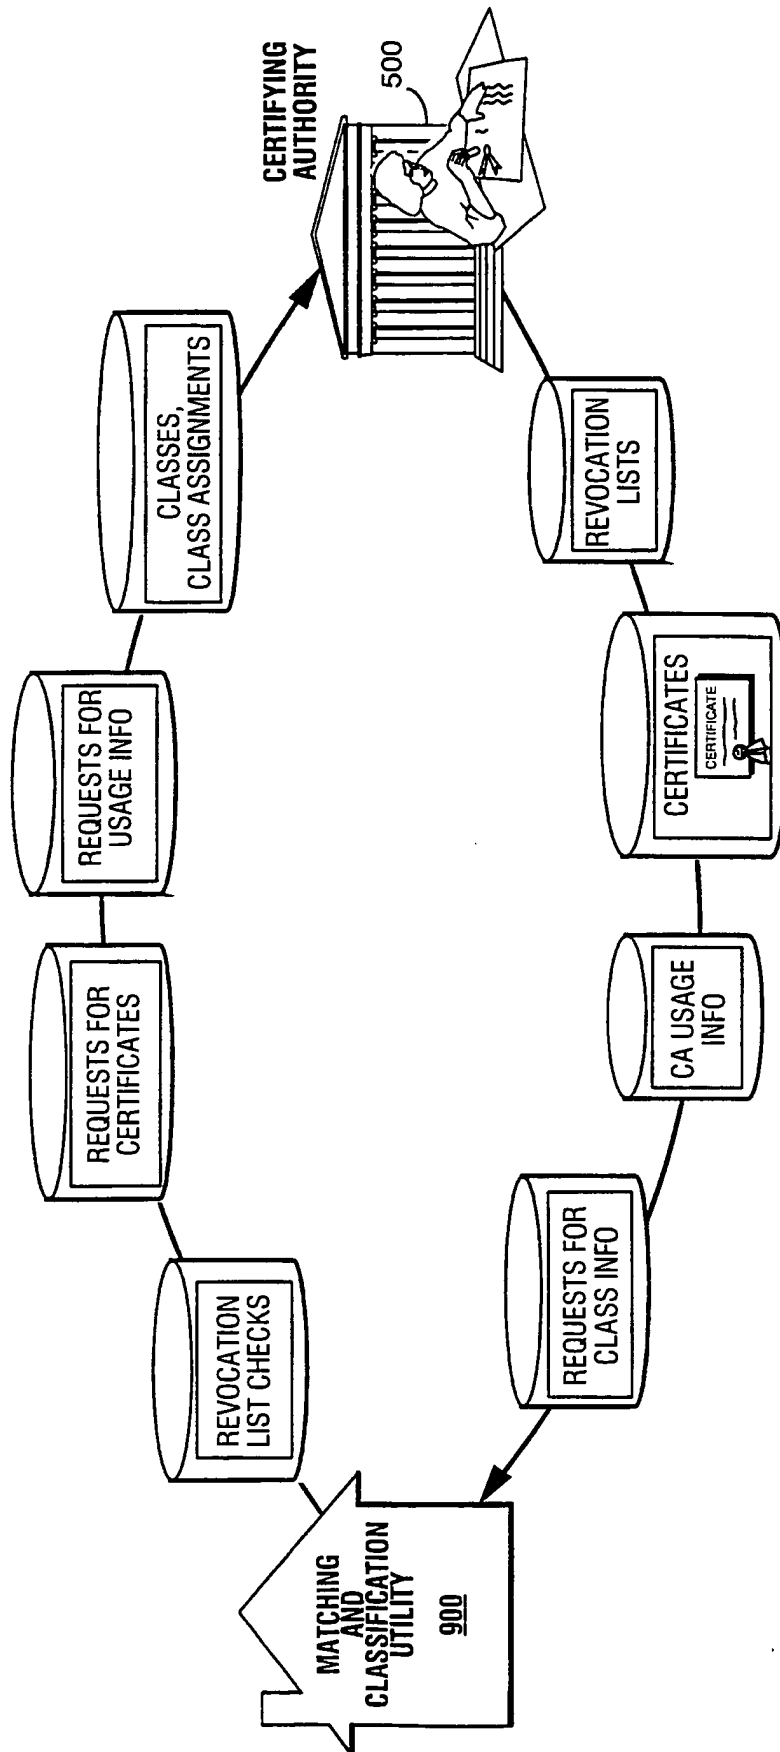 REVOCATION
LIST CHECKS
REQUESTS FOR
CERTIFICATES
REQUESTS FOR
USAGE INFO
CLASSES,
CLASS ASSIGNMENTS
CERTIFYING
AUTHORITY
500
MATCHING
AND
CLASSIFICATION
UTILITY
900
REQUESTS FOR
CLASS INFO
CA USAGE
INFO
CERTIFICATES
CERTIFICATE
REVOCATION
LISTS